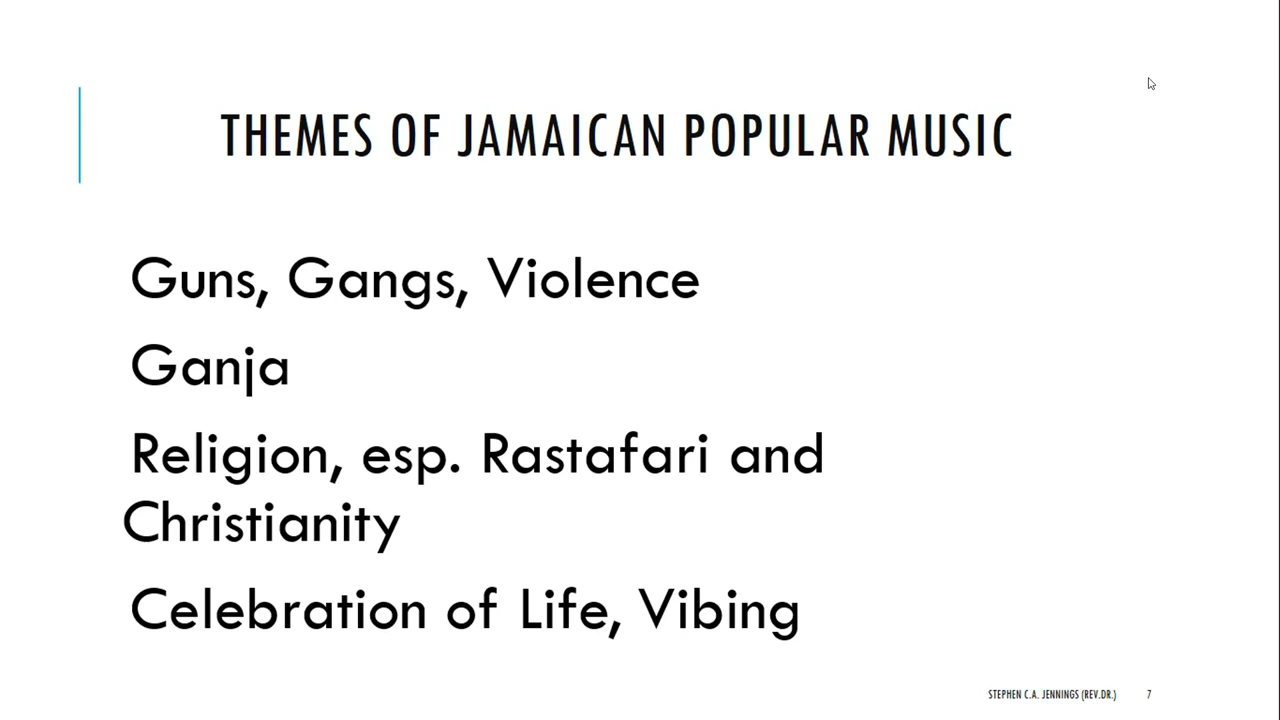 THEMES OF JAMAICAN POPULAR MUSIC
Guns, Gangs, Violence
Ganja
Religion, esp. Rastafari and
Christianity
Celebration of Life, Vibing
STEPHEN C.A. JENNINGS (REV.DR.) 7